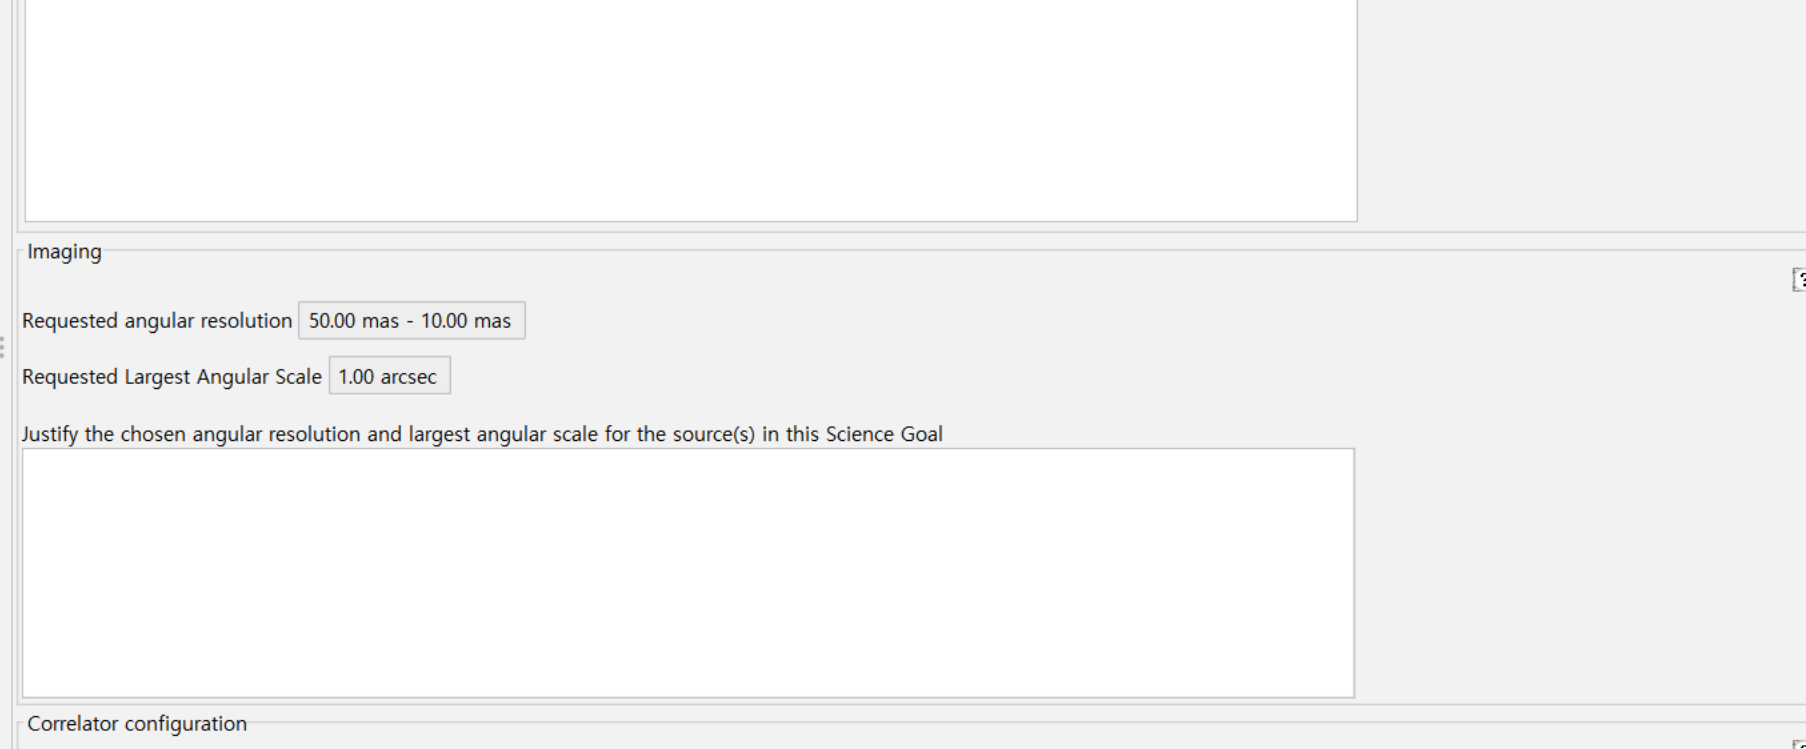 Imaging
?
Requested angular resolution 50.00 mas - 10.00 mas
Requested Largest Angular Scale 1.00 arcsec
Justify the chosen angular resolution and largest angular scale for the source(s) in this Science Goal
Correlator configuration